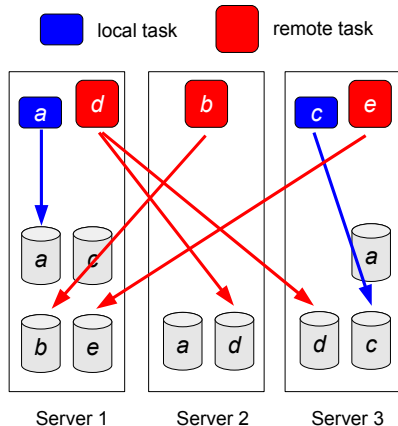 local task
remote task
a
d
b
c
e
a
c
a
b
e
a
d
d
c
Server 1
Server 2
Server 3